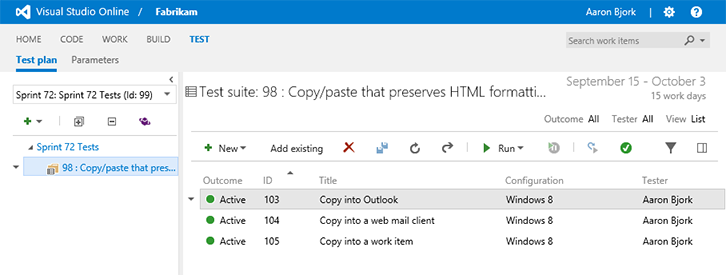 Visual Studio Online / Fabrikam Aaron Bjork
HOME CODE WORK BUILD TEST Search work items
Test plan Parameters
Sprint 72: Sprint 72 Tests (Id: 99)
Sprint 72 Tests
98 : Copy/paste that pres...
Test suite: 98 : Copy/paste that preserves HTML formatti...
September 15 - October 3
15 work days
Outcome All Tester All View List
New Add existing Run
Outcome ID Title Configuration Tester
Active 103 Copy into Outlook Windows 8 Aaron Bjork
Active 104 Copy into a web mail client Windows 8 Aaron Bjork
Active 105 Copy into a work item Windows 8 Aaron Bjork